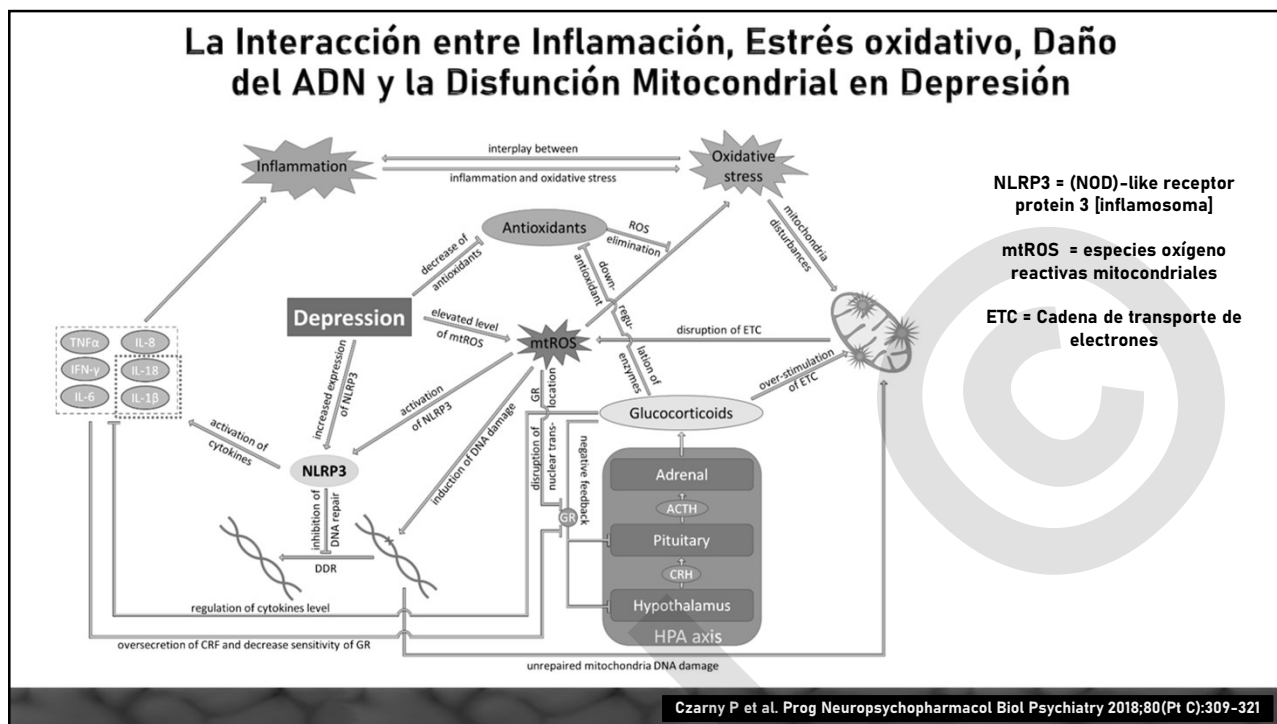 La Interacción entre Inflamación, Estrés oxidativo, Daño
del ADN y la Disfunción Mitocondrial en Depresión
Inflammation
interplay between
inflammation and oxidative stress
Oxidative
stress
NLRP3 = (NOD)-like receptor
protein 3 [inflamosoma]
mtROS = especies oxígeno
reactivas mitocondriales
ETC = Cadena de transporte de
electrones
Antioxidants
ROS
elimination
mitochondria
disturbances
decrease of
antioxidants
down-
regu-
lation of
antioxidant
enzymes
Depression
elevated level
of mtROS
mtROS
disruption of ETC
over-stimulation
of ETC
TNFα
IL-8
IFN-γ
IL-18
IL-6
IL-1β
increased expression
of NLRP3
activation
of NLRP3
induction of DNA damage
GR
location
disruption of
nuclear trans-
negative feedback
Glucocorticoids
activation of
cytokines
NLRP3
inhibition of
DNA repair
DDR
GR
Adrenal
ACTH
Pituitary
CRH
Hypothalamus
HPA axis
regulation of cytokines level
oversecretion of CRF and decrease sensitivity of GR
unrepaired mitochondria DNA damage
Czarny P et al. Prog Neuropsychopharmacol Biol Psychiatry 2018;80(Pt C):309-321
©